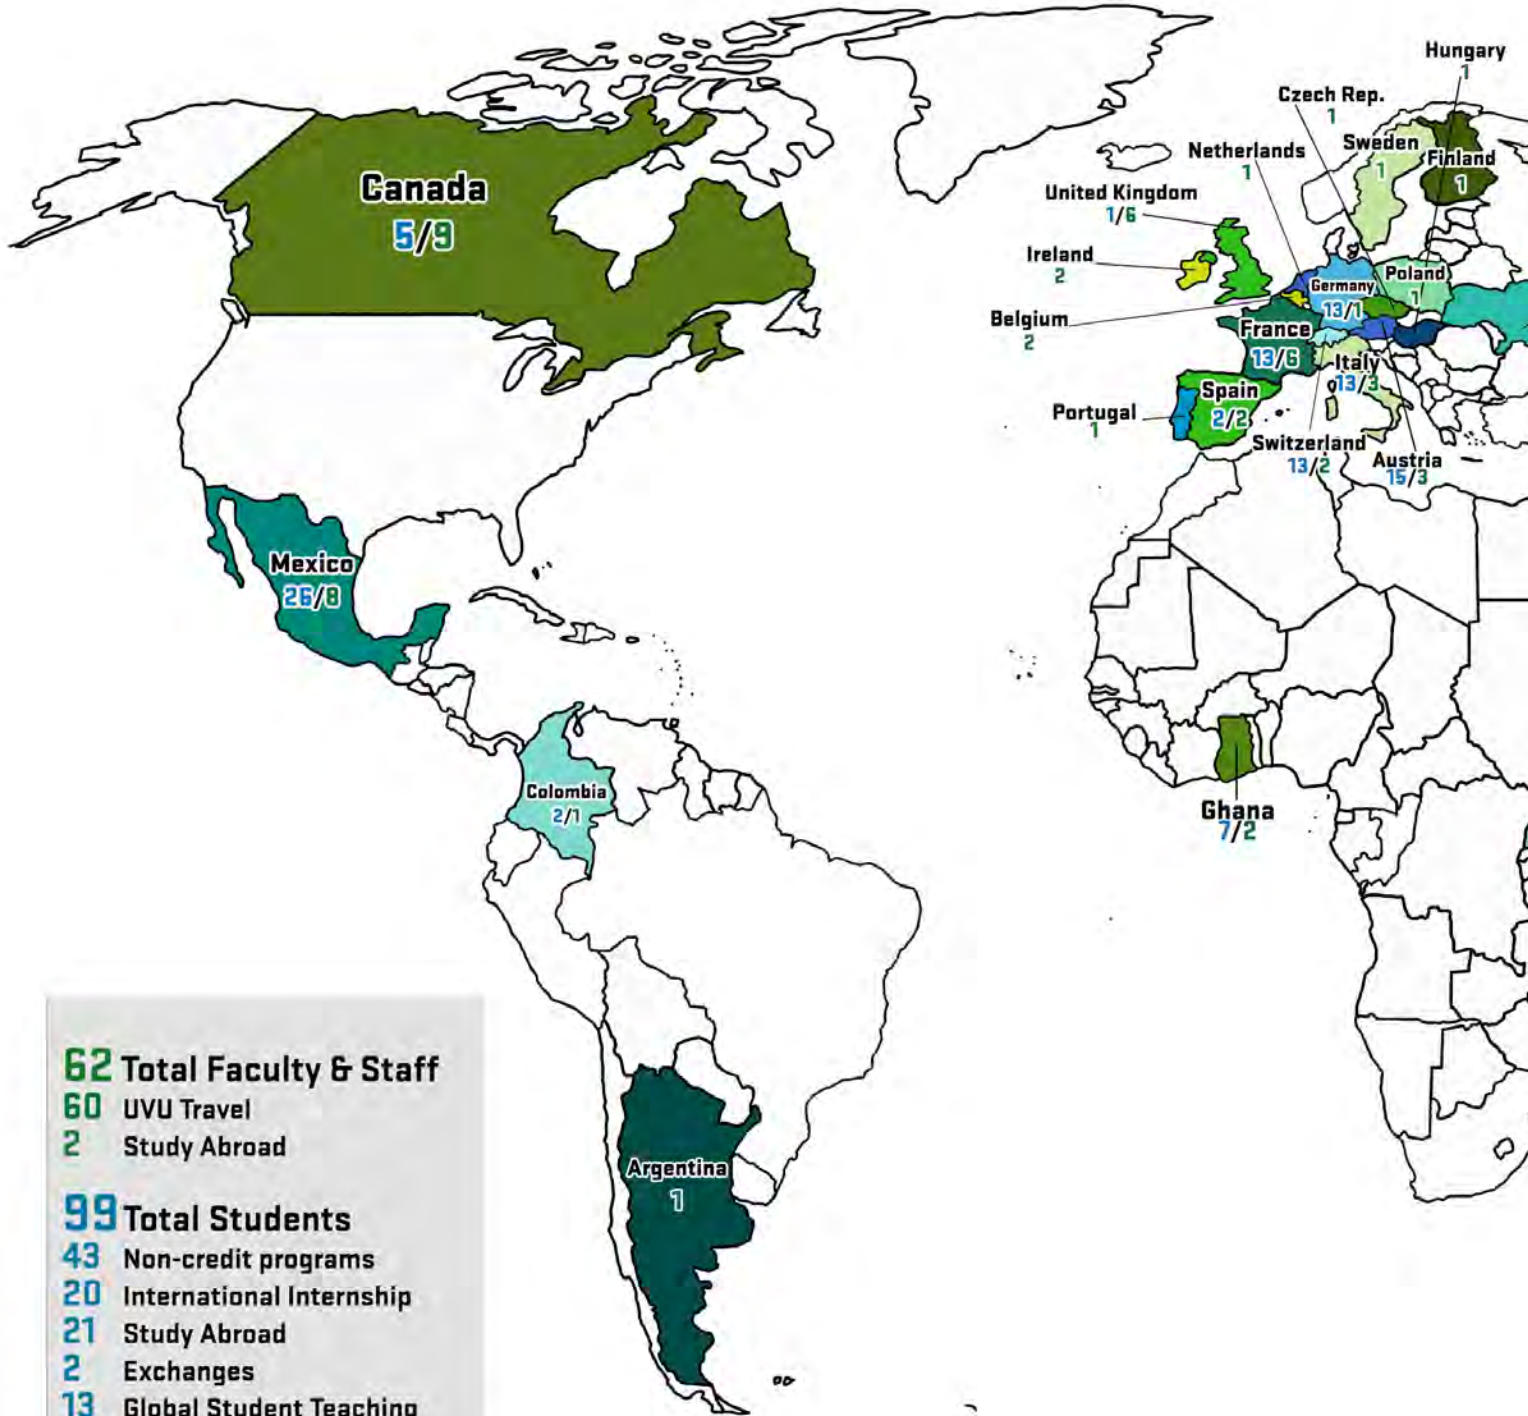 Hungary
1
Czech Rep.
1
Sweden
1
Finland
1
Netherlands
1
United Kingdom
1/6
Ireland
2
Belgium
2
Germany
13/1
Poland
1
France
13/6
Italy
13/3
Spain
2/2
Portugal
1
Switzerland
13/2
Austria
15/3
Canada
5/9
Mexico
26/8
Colombia
2/1
Ghana
7/2
Argentina
1
62 Total Faculty & Staff
60 UVU Travel
2 Study Abroad
99 Total Students
43 Non-credit programs
20 International Internship
21 Study Abroad
2 Exchanges
13 Global Student Teaching